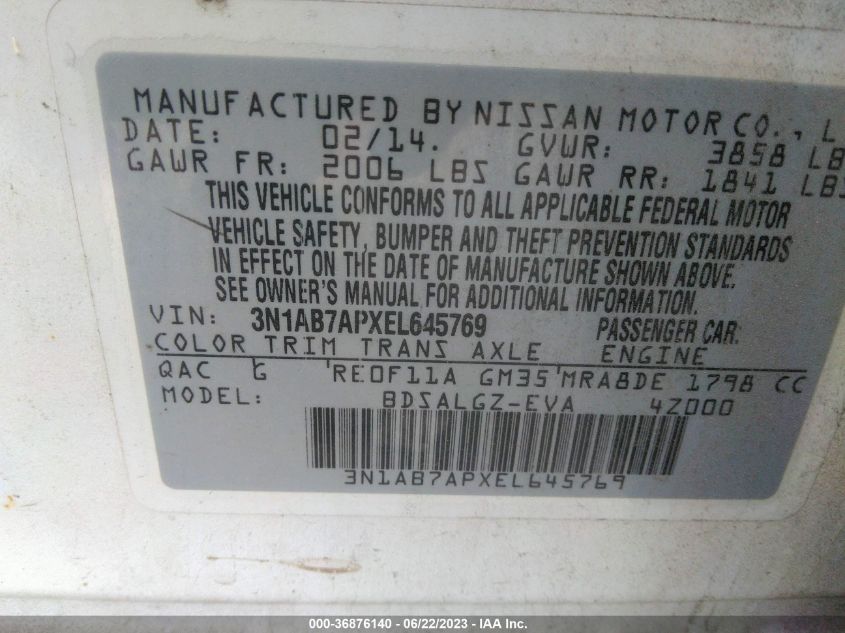 MANUFACTURED BY NISSAN MOTOR CO., L
DATE: 02/14. GVWR: 3858 LB
GAWR FR: 2006 LBS GAWR RR: 1841 LBS
THIS VEHICLE CONFORMS TO ALL APPLICABLE FEDERAL MOTOR
VEHICLE SAFETY, BUMPER AND THEFT PREVENTION STANDARDS
IN EFFECT ON THE DATE OF MANUFACTURE SHOWN ABOVE.
SEE OWNER'S MANUAL FOR ADDITIONAL INFORMATION.
VIN: 3N1AB7APXEL645769 PASSENGER CAR.
COLOR TRIM TRANS AXLE ENGINE
QAC G RE0F11A GM35 MRA8DE 1798 CC
MODEL: BDSALGZ-EVA 4Z000
3N1AB7APXEL645769
000-36876140 - 06/22/2023 - IAA Inc.